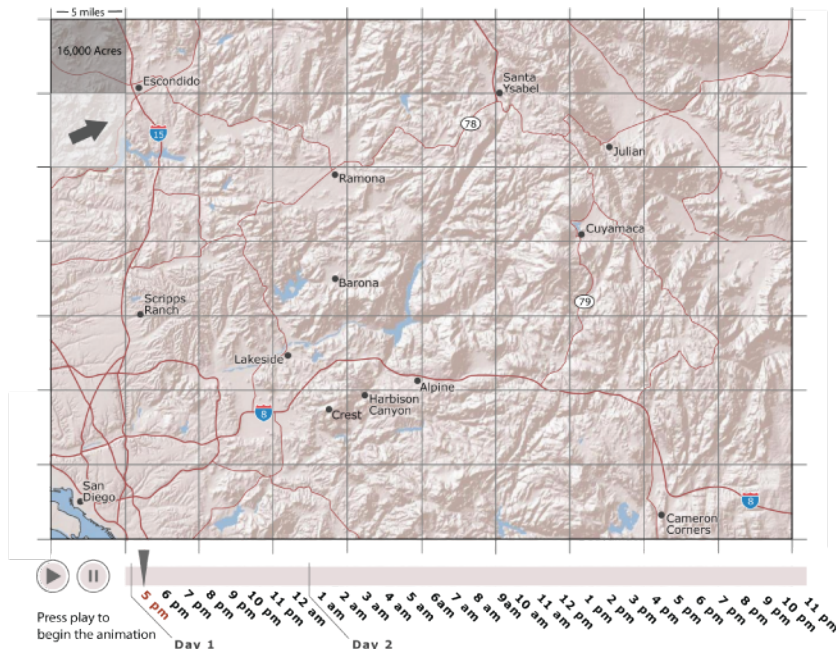 5 miles
16,000 Acres
Escondido
Santa
Ysabel
15
78
Julian
Ramona
Cuyamaca
Barona
79
Scripps
Ranch
Lakeside
Alpine
Harbison
Canyon
8
Crest
San
Diego
8
Cameron
Corners
5 pm
6 pm
7 pm
8 pm
9 pm
10 pm
11 pm
12 am
1 am
2 am
3 am
4 am
5 am
6am
7 am
8 am
9am
10 am
11 am
12 pm
1 pm
2 pm
3 pm
4 pm
5 pm
6 pm
7 pm
8 pm
9 pm
10 pm
11 pm
Press play to
begin the animation
Day 1
Day 2